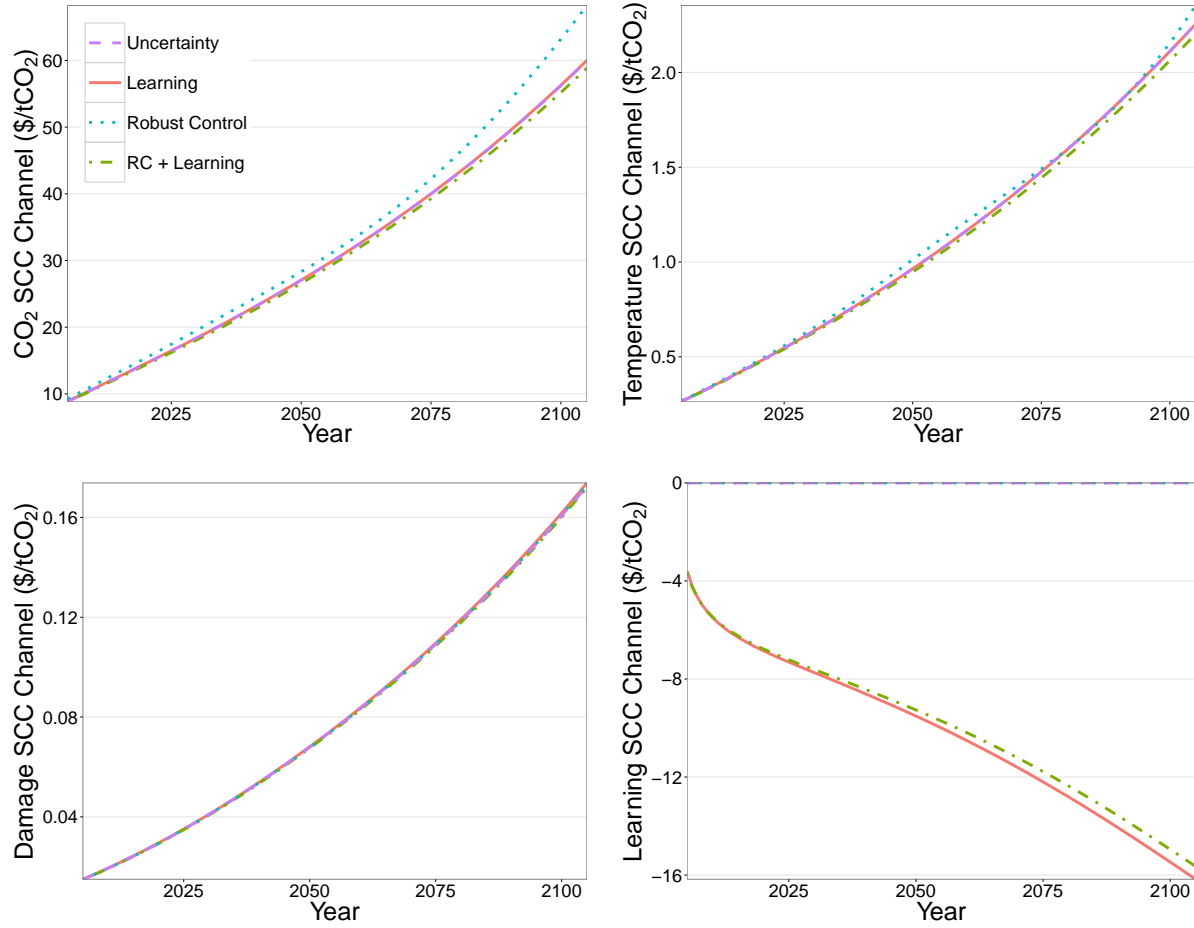 CO₂ SCC Channel ($/tCO₂)
60
50
40
30
20
10
Uncertainty
Learning
Robust Control
RC + Learning
2025 2050 2075 2100
Year
Temperature SCC Channel ($/tCO₂)
2.0
1.5
1.0
0.5
2025 2050 2075 2100
Year
Damage SCC Channel ($/tCO₂)
0.16
0.12
0.08
0.04
2025 2050 2075 2100
Year
Learning SCC Channel ($/tCO₂)
0
−4
−8
−12
−16
2025 2050 2075 2100
Year